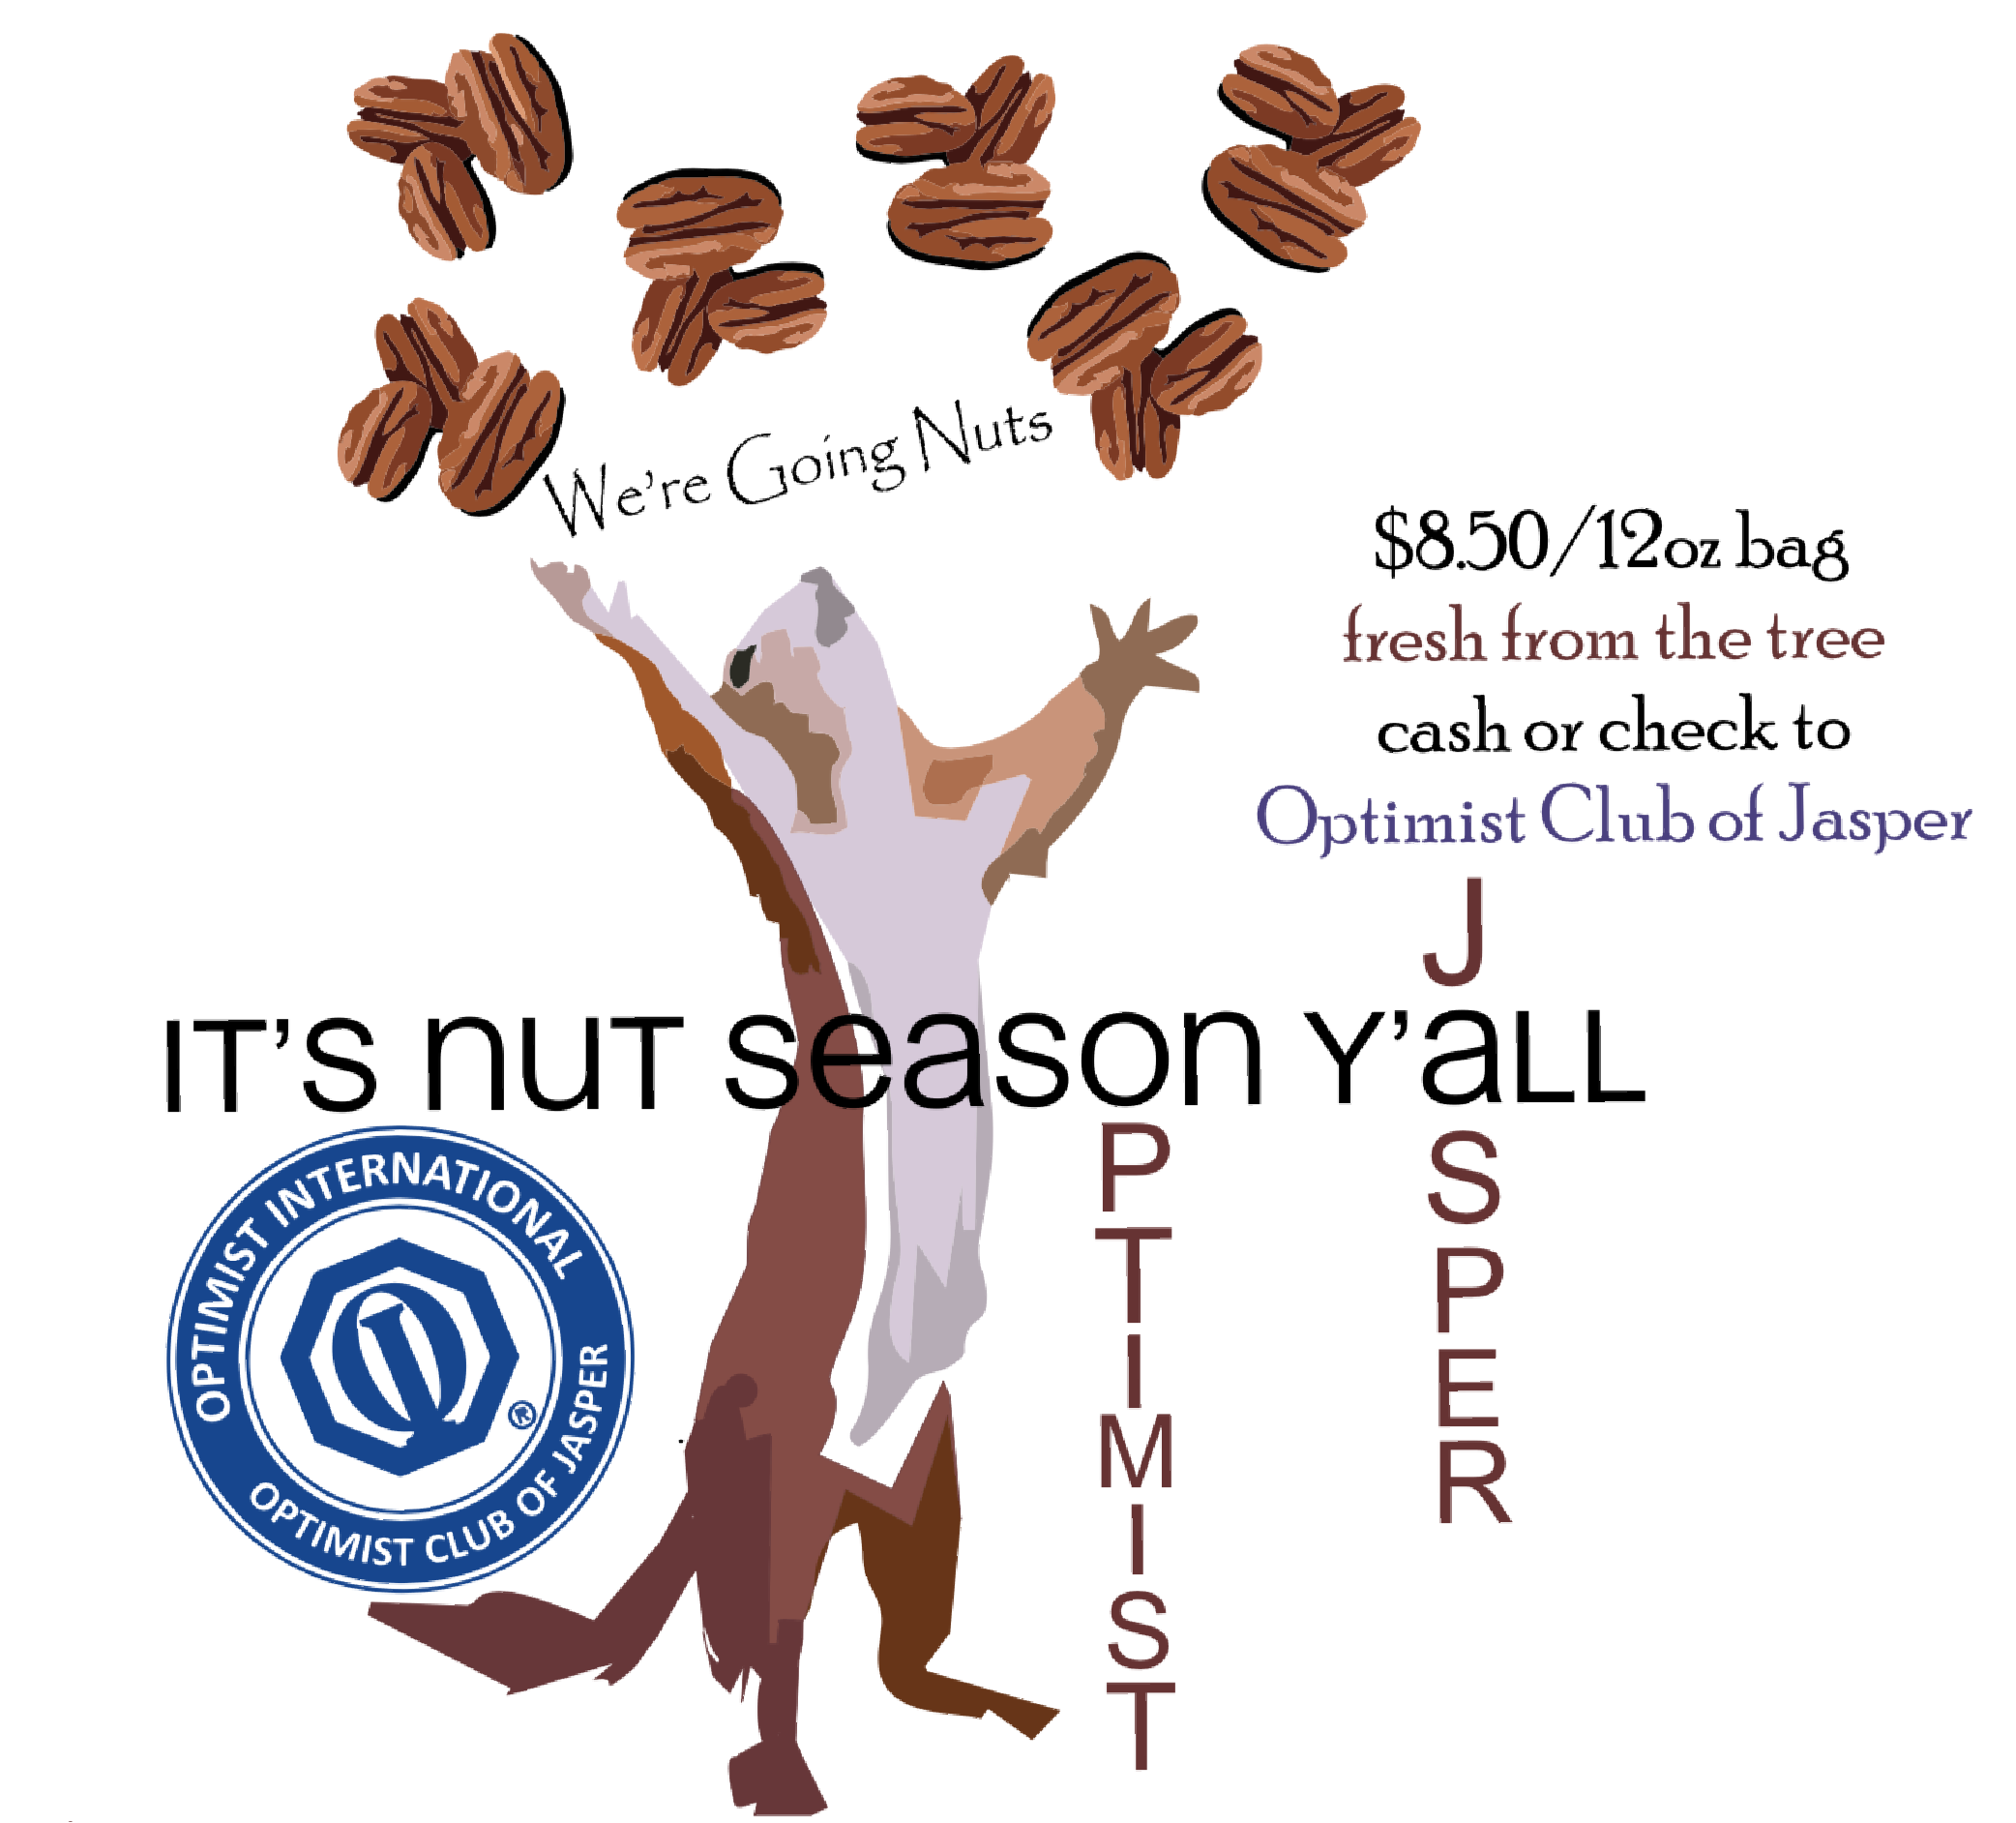 We're Going Nuts
$8.50/12oz bag
fresh from the tree
cash or check to
Optimist Club of Jasper
J
IT'S nUT season Y'aLL
P
T
I
M
I
S
T
S
P
E
R
OPTIMIST INTERNATIONAL
®
OPTIMIST CLUB OF JASPER